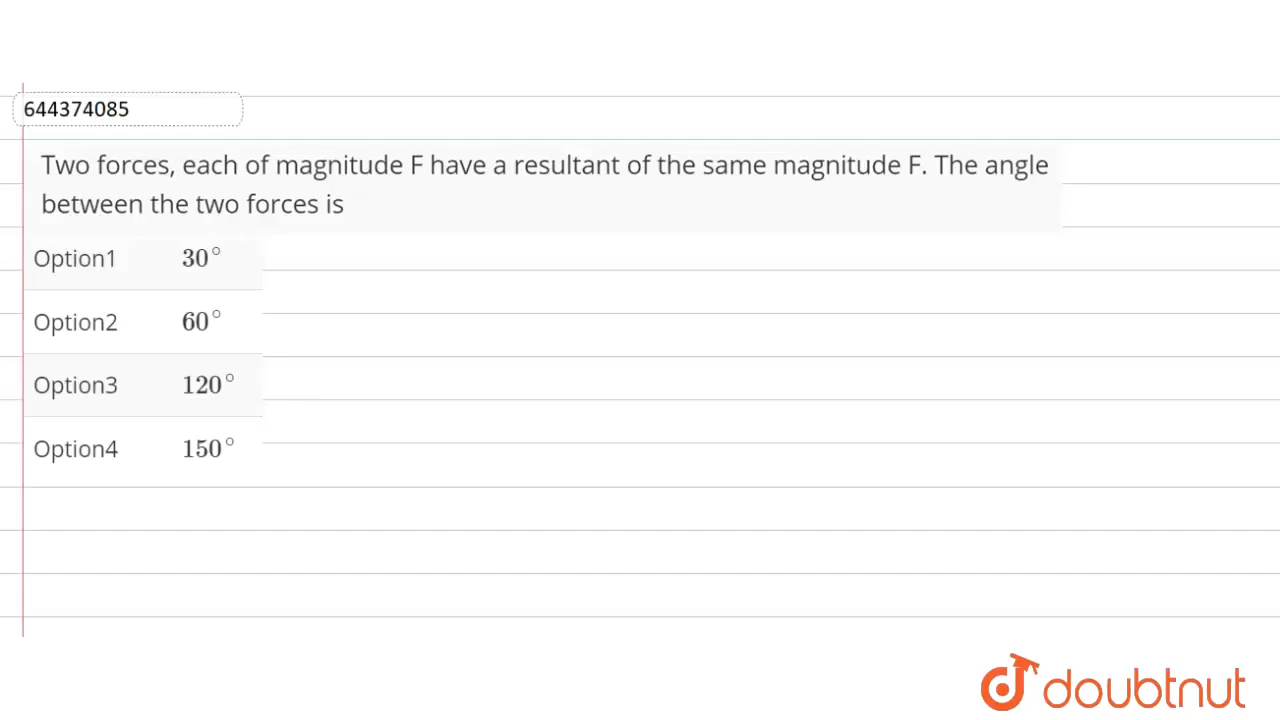 644374085
Two forces, each of magnitude F have a resultant of the same magnitude F. The angle
between the two forces is
Option1 30°
Option2 60°
Option3 120°
Option4 150°
doubtnut